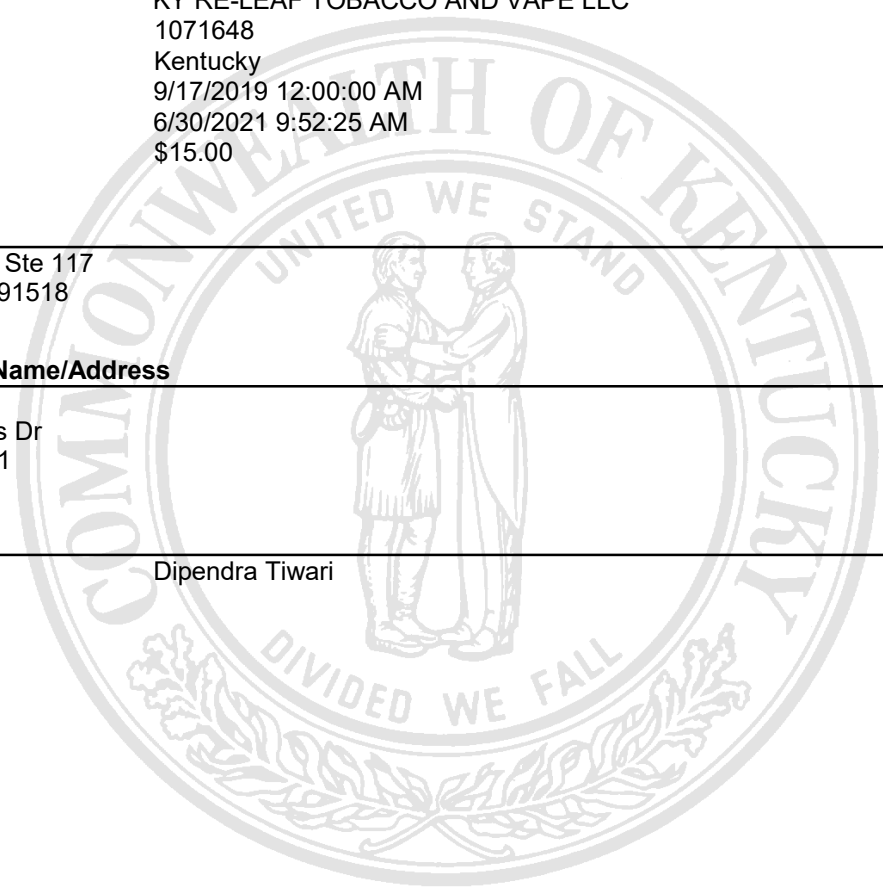 KY RE-LEAF TOBACCO AND VAPE LLC
1071648
Kentucky
9/17/2019 12:00:00 AM
6/30/2021 9:52:25 AM
$15.00
COMMONWEALTH OF KENTUCKY
UNITED WE STAND
Ste 117
91518
Name/Address
s Dr
1
Dipendra Tiwari
DIVIDED WE FALL